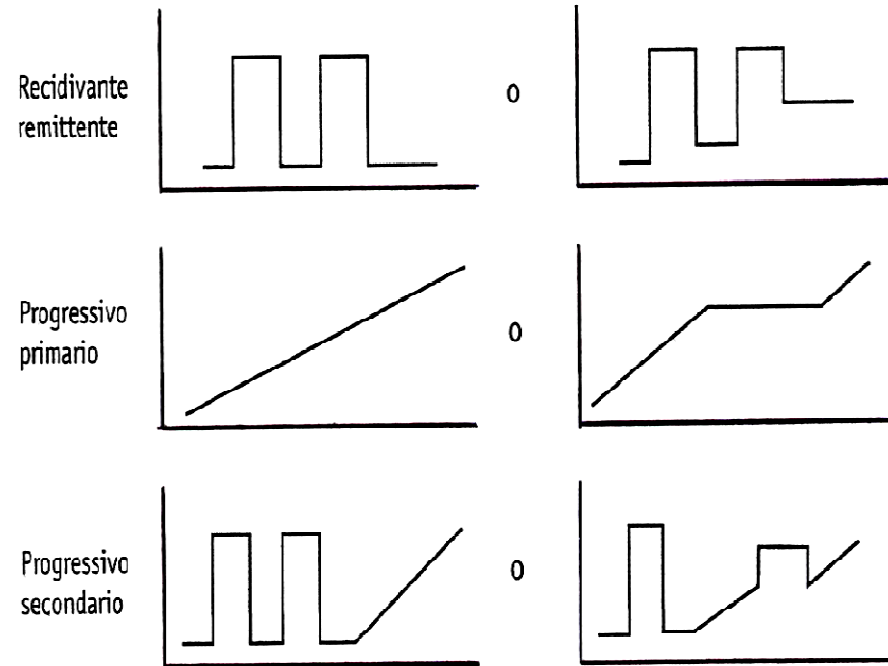 Recidivante
remittente
o
Progressivo
primario
o
Progressivo
secondario
o